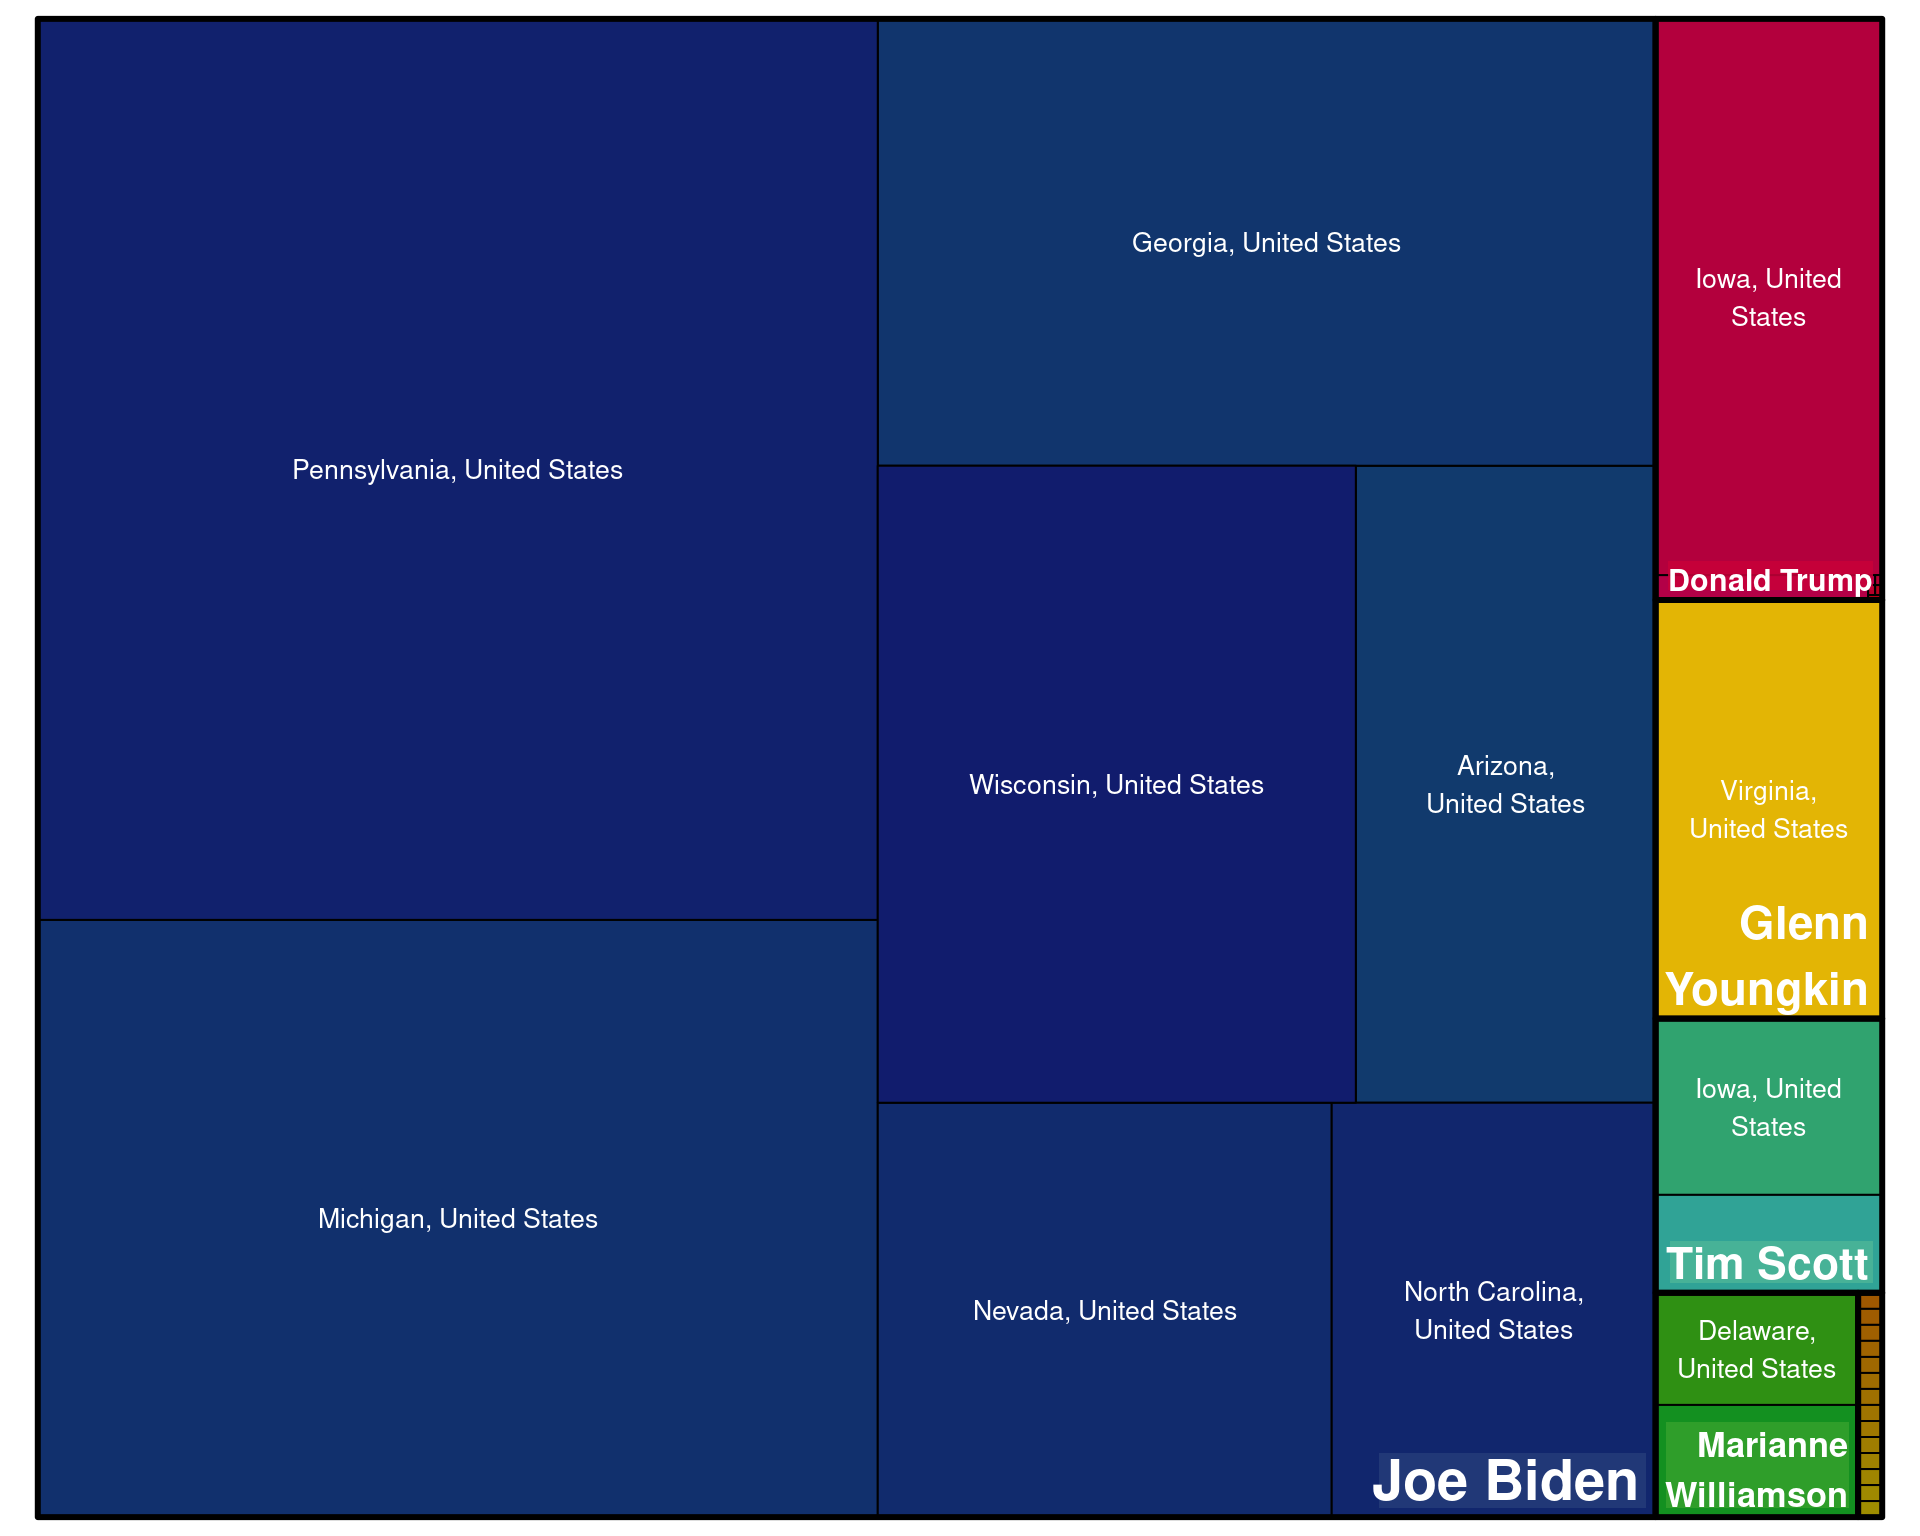 Pennsylvania, United States
Michigan, United States
Georgia, United States
Wisconsin, United States
Arizona,
United States
Nevada, United States
North Carolina,
United States
Joe Biden
Iowa, United
States
Donald Trump
Virginia,
United States
Glenn
Youngkin
Iowa, United
States
Tim Scott
Delaware,
United States
Marianne
Williamson